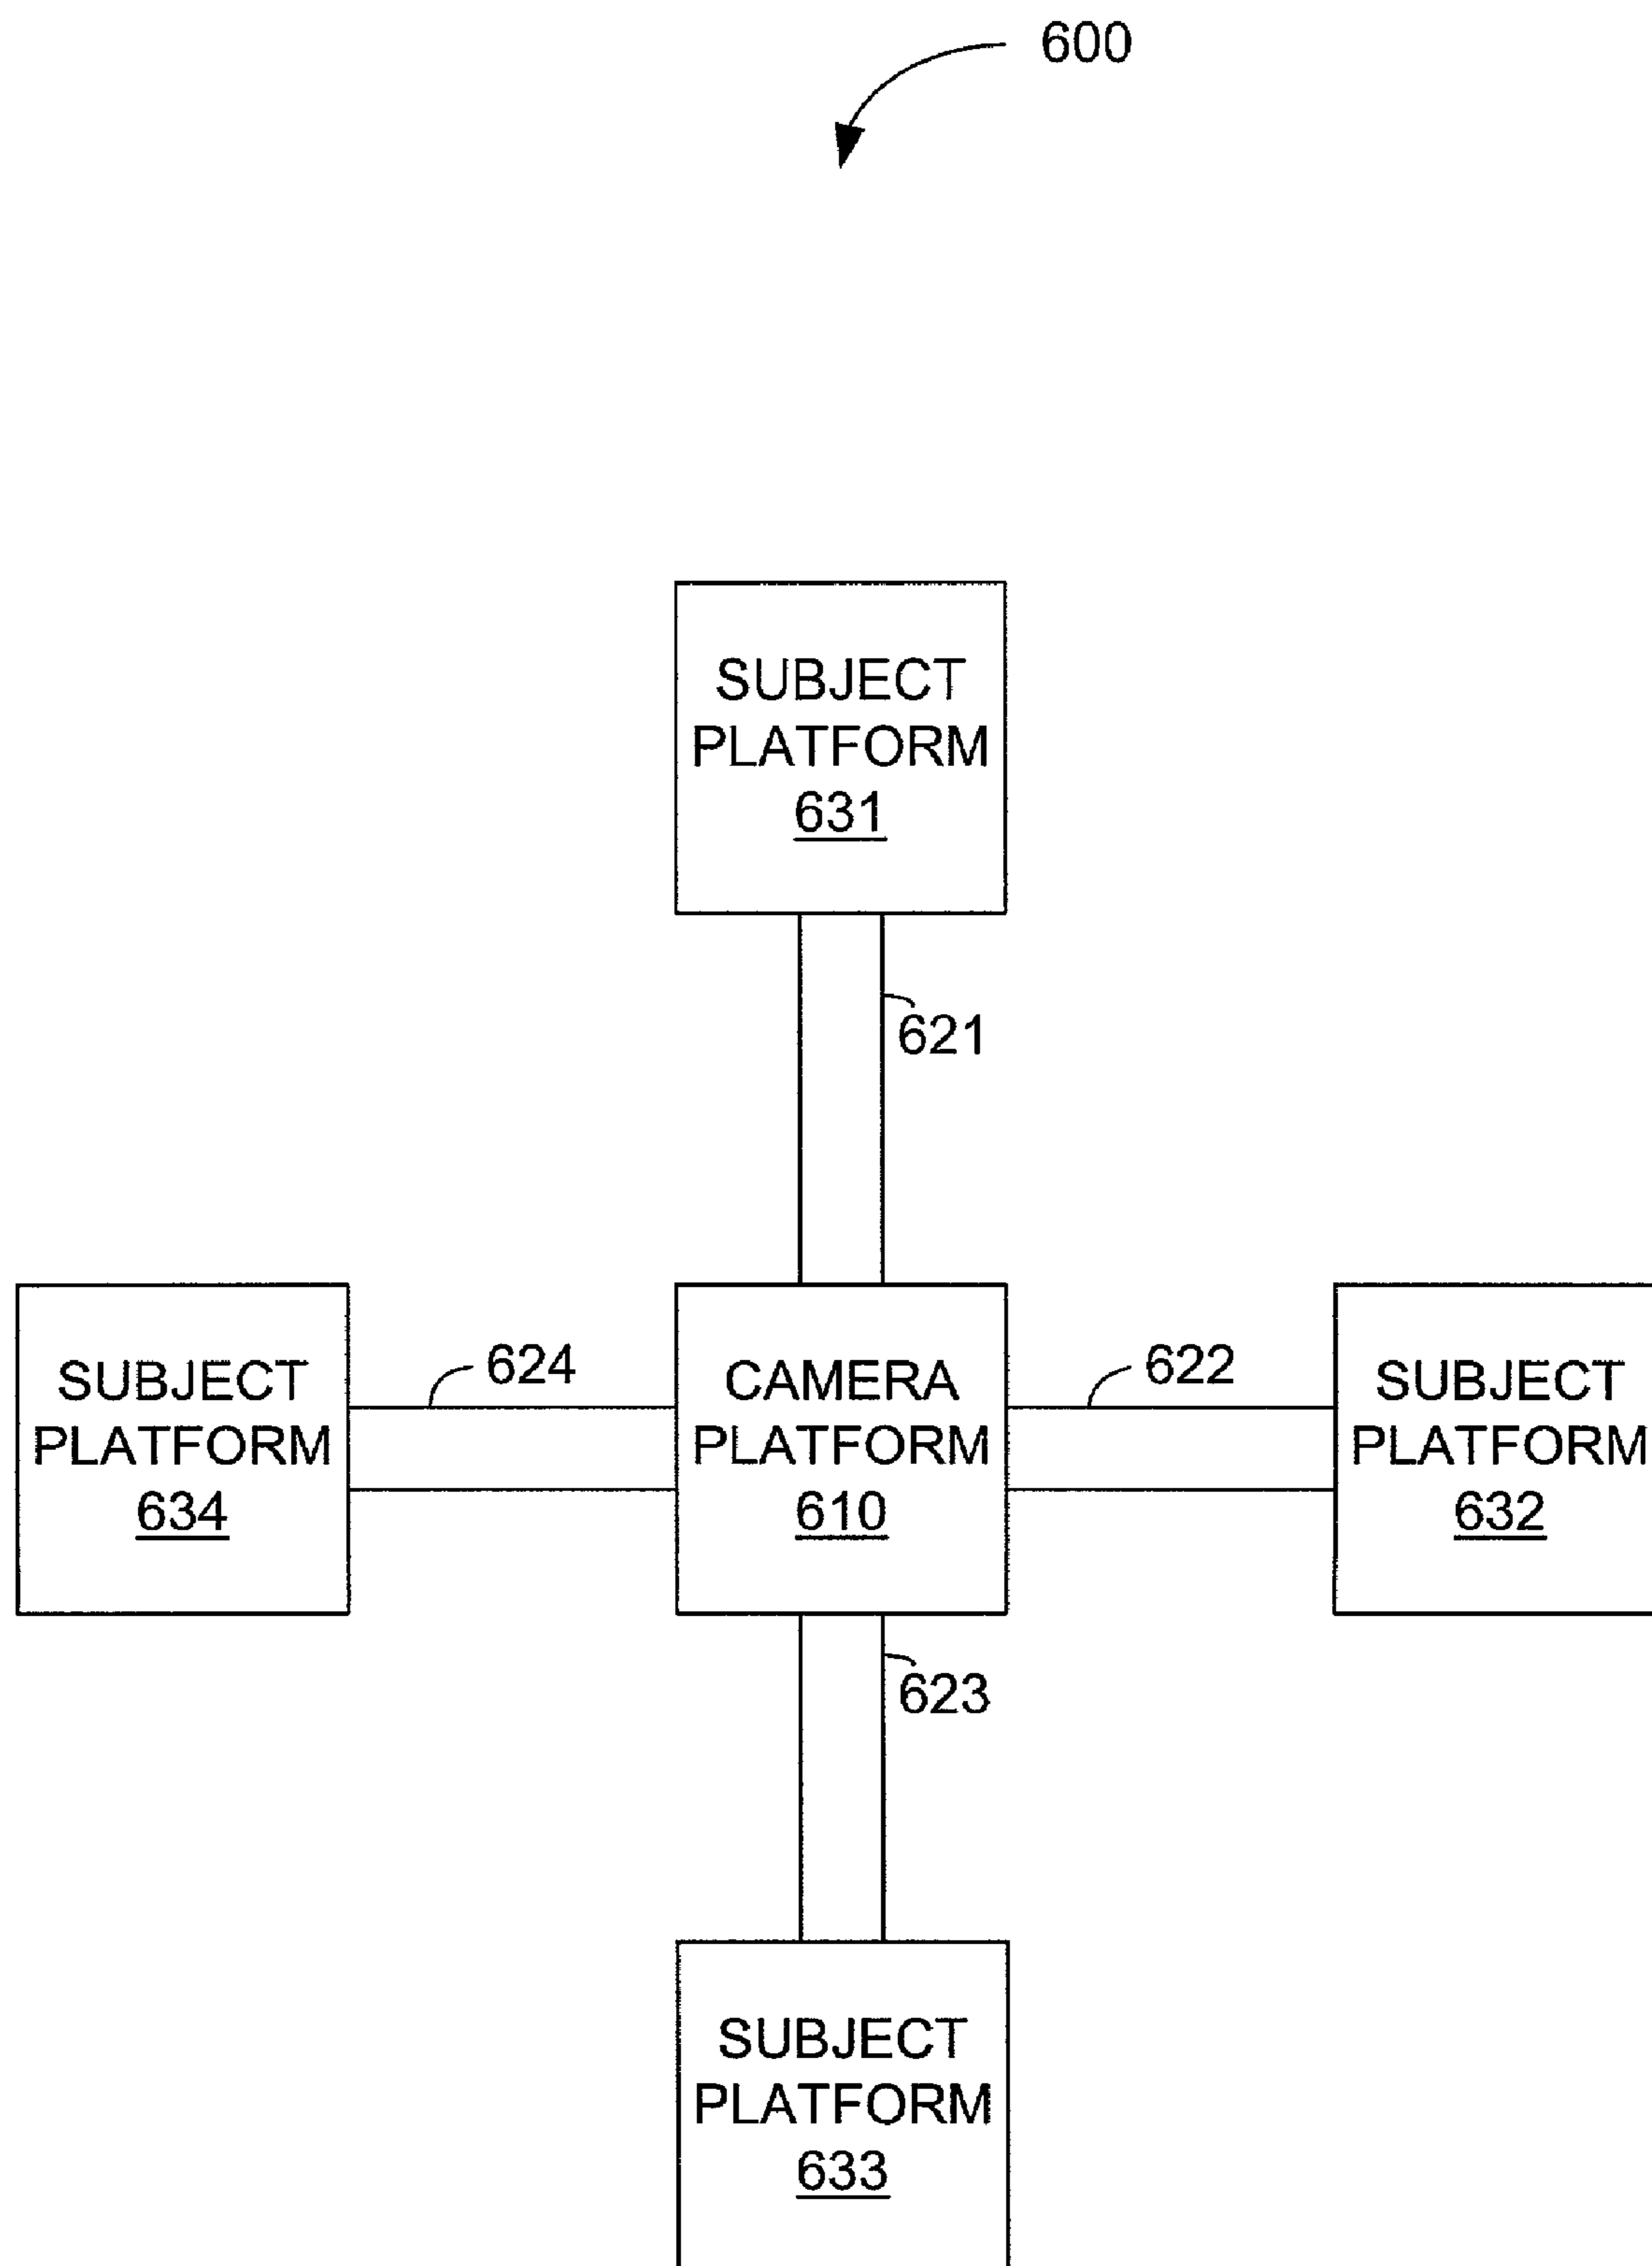 600
SUBJECT
PLATFORM
631
621
SUBJECT
PLATFORM
634
624
CAMERA
PLATFORM
610
622
SUBJECT
PLATFORM
632
623
SUBJECT
PLATFORM
633